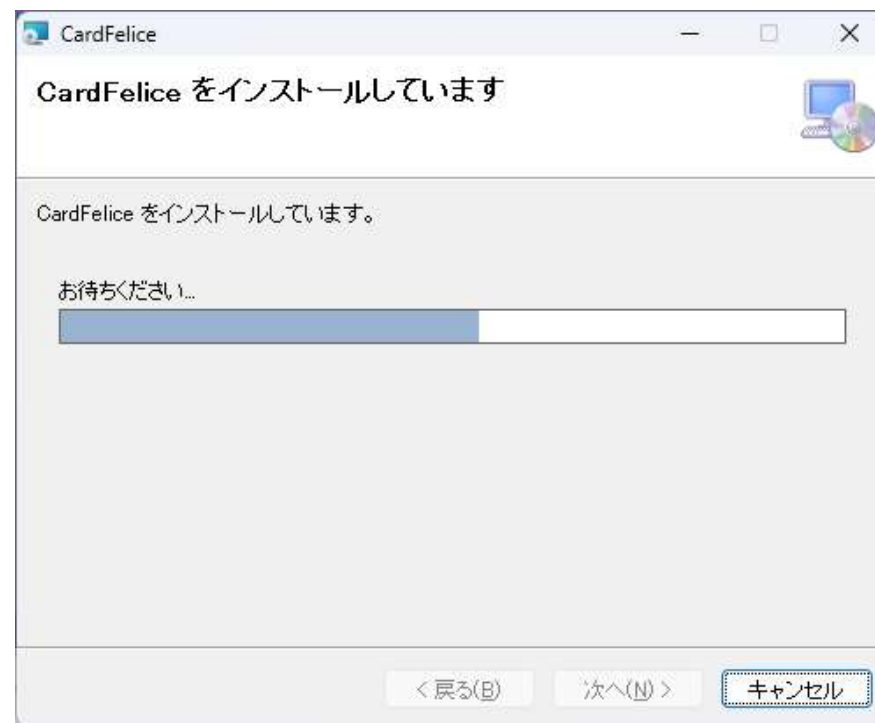 CardFelice
CardFelice をインストールしています
CardFelice をインストールしています。
お待ちください...
< 戻る(B)
次へ(N) >
キャンセル